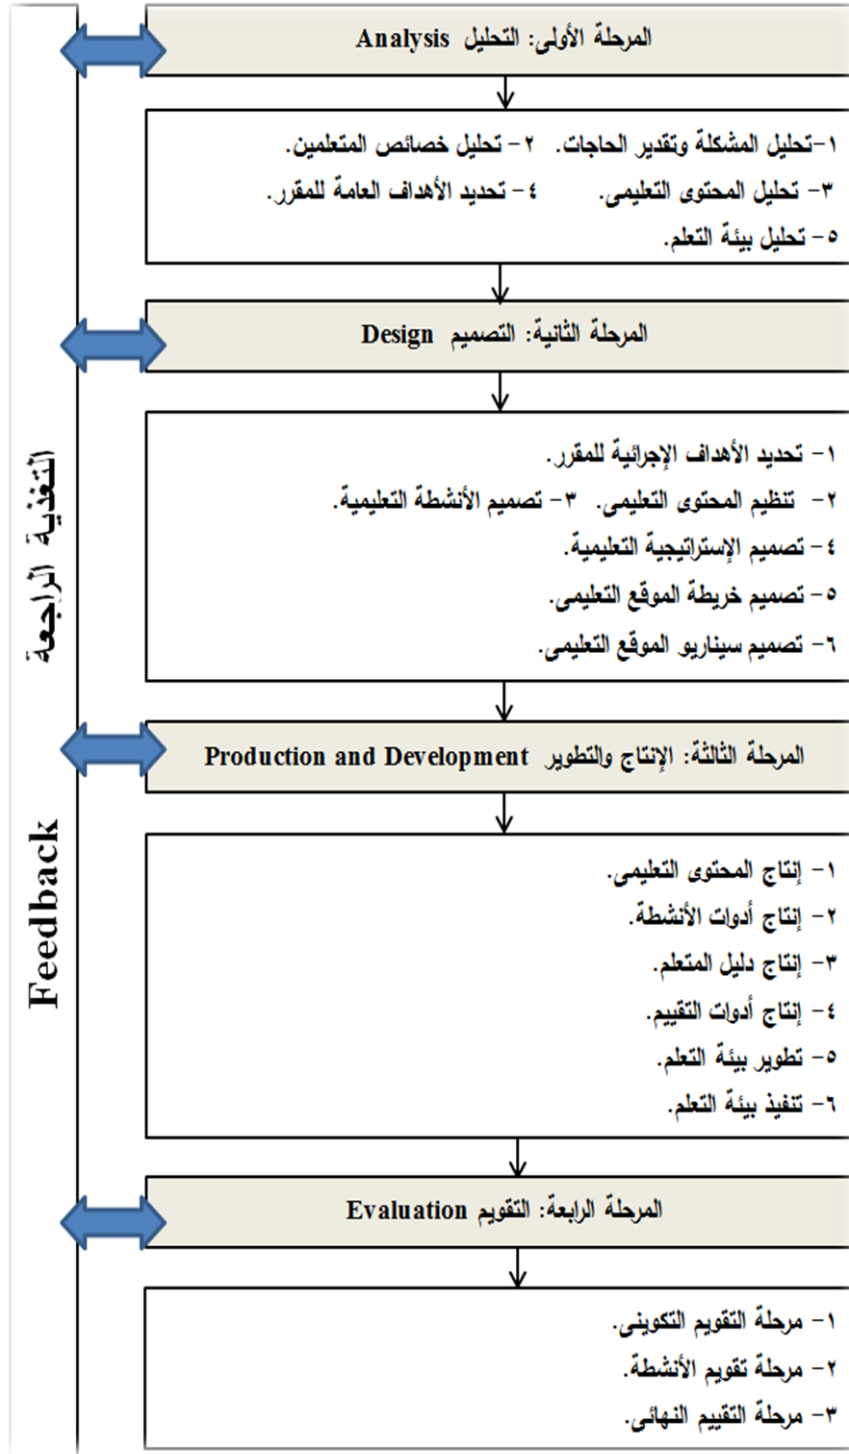 المرحلة الأولى: التحليل Analysis
١- تحليل المشكلة وتقدير الحاجات. ٢- تحليل خصائص المتعلمين.
٣- تحليل المحتوى التعليمى. ٤- تحديد الأهداف العامة للمقرر.
٥- تحليل بيئة التعلم.
المرحلة الثانية: التصميم Design
١- تحديد الأهداف الإجرائية للمقرر.
٢- تنظيم المحتوى التعليمى. ٣- تصميم الأنشطة التعليمية.
٤- تصميم الإستراتيجية التعليمية.
٥- تصميم خريطة الموقع التعليمى.
٦- تصميم سيناريو الموقع التعليمى.
المرحلة الثالثة: الإنتاج والتطوير Production and Development
١- إنتاج المحتوى التعليمى.
٢- إنتاج أدوات الأنشطة.
٣- إنتاج دليل المتعلم.
٤- إنتاج أدوات التقييم.
٥- تطوير بيئة التعلم.
٦- تنفيذ بيئة التعلم.
المرحلة الرابعة: التقويم Evaluation
١- مرحلة التقويم التكوينى.
٢- مرحلة تقويم الأنشطة.
٣- مرحلة التقييم النهائى.
التغذية الراجعة Feedback